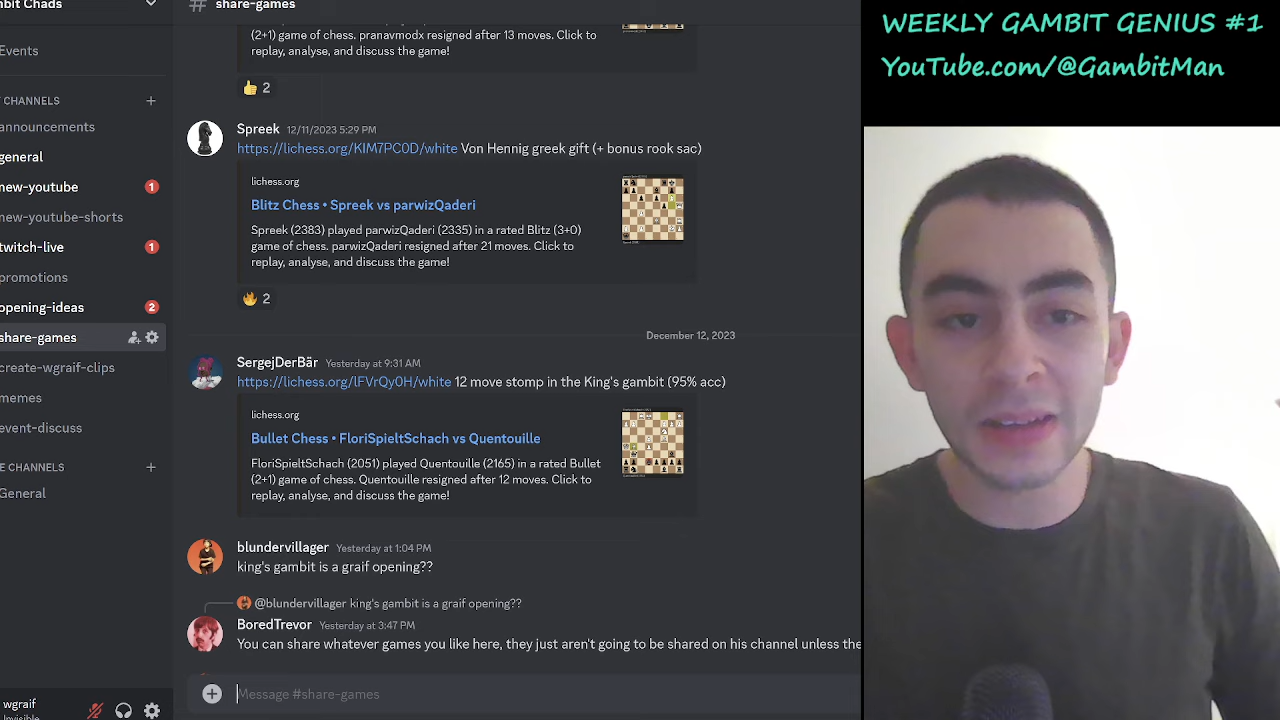 bit Chads
Events
CHANNELS
announcements
general
new-youtube
1
new-youtube-shorts
twitch-live
1
promotions
opening-ideas
2
share-games
create-wgraif-clips
memes
event-discuss
E CHANNELS
General
wgraif
Invisible
# share-games
(2+1) game of chess. pranavmodx resigned after 13 moves. Click to
replay, analyse, and discuss the game!
👍 2
Spreek 12/11/2023 5:29 PM
https://lichess.org/KIM7PC0D/white Von Hennig greek gift (+ bonus rook sac)
lichess.org
Blitz Chess • Spreek vs parwizQaderi
Spreek (2383) played parwizQaderi (2335) in a rated Blitz (3+0)
game of chess. parwizQaderi resigned after 21 moves. Click to
replay, analyse, and discuss the game!
🔥 2
December 12, 2023
SergejDerBär Yesterday at 9:31 AM
https://lichess.org/lFVrQy0H/white 12 move stomp in the King's gambit (95% acc)
lichess.org
Bullet Chess • FloriSpieltSchach vs Quentouille
FloriSpieltSchach (2051) played Quentouille (2165) in a rated Bullet
(2+1) game of chess. Quentouille resigned after 12 moves. Click to
replay, analyse, and discuss the game!
blundervillager Yesterday at 1:04 PM
king's gambit is a graif opening??
@blundervillager king's gambit is a graif opening??
BoredTrevor Yesterday at 3:47 PM
You can share whatever games you like here, they just aren't going to be shared on his channel unless the
Message #share-games
WEEKLY GAMBIT GENIUS #1
YouTube.com/@GambitMan